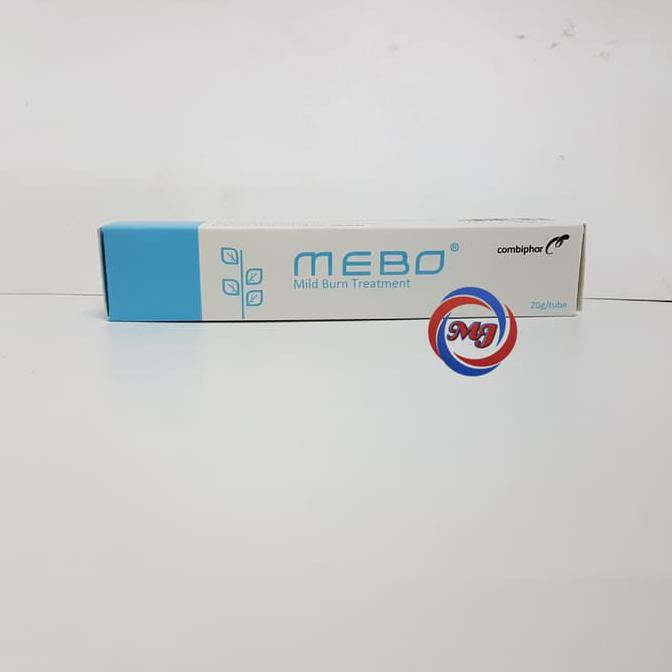 MEBO®
Mild Burn Treatment
combiphar
20g/tube
MJ